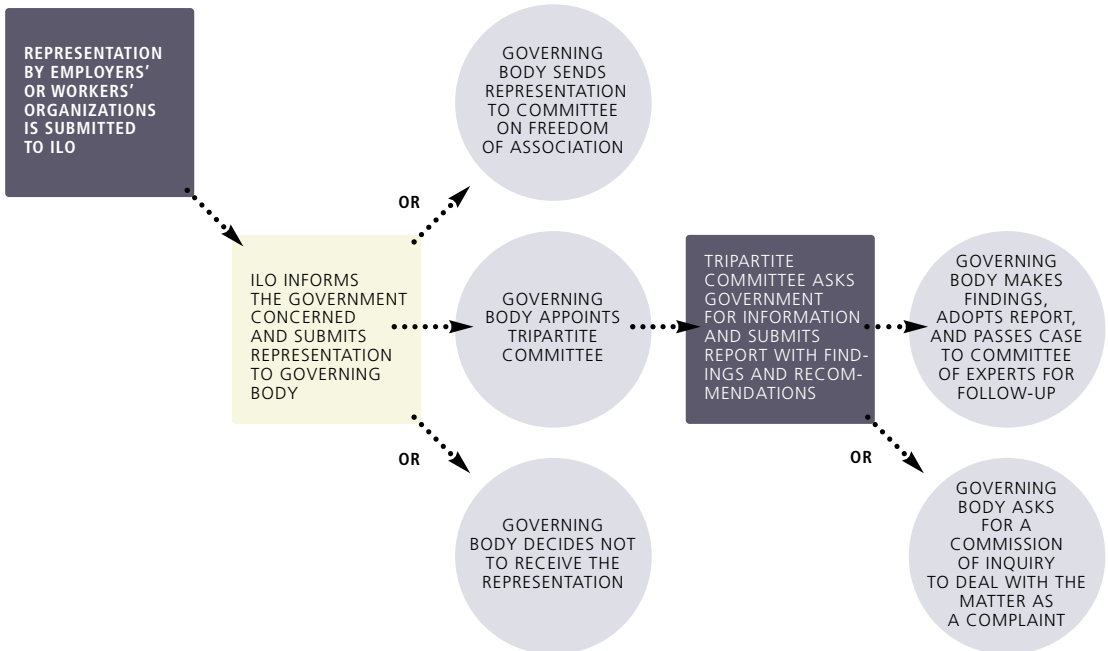 REPRESENTATION
BY EMPLOYERS’
OR WORKERS’
ORGANIZATIONS
IS SUBMITTED
TO ILO
ILO INFORMS
THE GOVERNMENT
CONCERNED
AND SUBMITS
REPRESENTATION
TO GOVERNING
BODY
OR
GOVERNING
BODY SENDS
REPRESENTATION
TO COMMITTEE
ON FREEDOM
OF ASSOCIATION
GOVERNING
BODY APPOINTS
TRIPARTITE
COMMITTEE
OR
GOVERNING
BODY DECIDES NOT
TO RECEIVE THE
REPRESENTATION
TRIPARTITE
COMMITTEE ASKS
GOVERNMENT
FOR INFORMATION
AND SUBMITS
REPORT WITH FIND-
INGS AND RECOM-
MENDATIONS
GOVERNING
BODY MAKES
FINDINGS,
ADOPTS REPORT,
AND PASSES CASE
TO COMMITTEE
OF EXPERTS FOR
FOLLOW-UP
OR
GOVERNING
BODY ASKS
FOR A
COMMISSION
OF INQUIRY
TO DEAL WITH THE
MATTER AS
A COMPLAINT